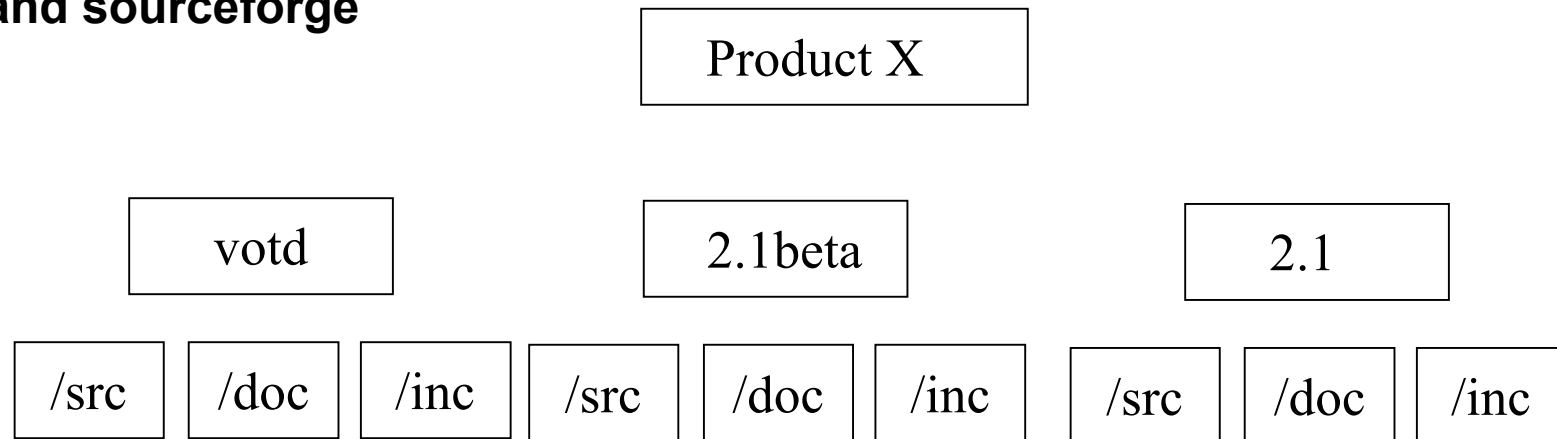 and sourceforge
Product X
votd 2.1beta 2.1
/src /doc /inc /src /doc /inc /src /doc /inc